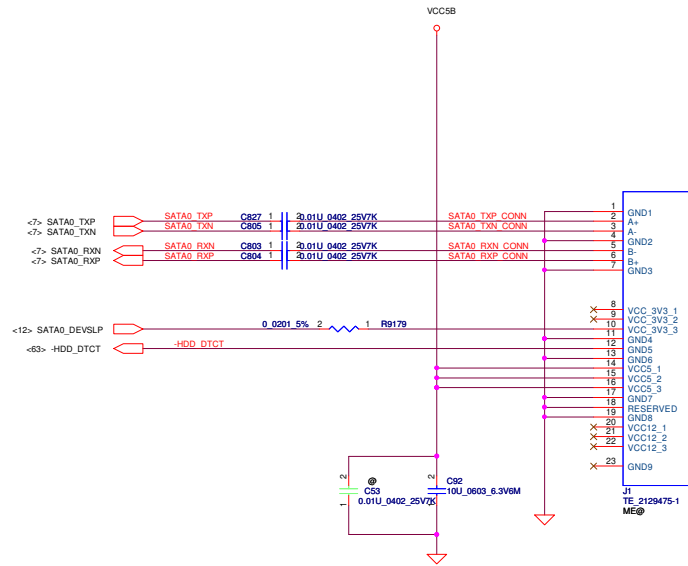 VCC5B
<7> SATA0_TXP SATA0_TXP C827 1 2 0.01U_0402_25V7K SATA0_TXP_CONN
<7> SATA0_TXN SATA0_TXN C805 1 2 0.01U_0402_25V7K SATA0_TXN_CONN
<7> SATA0_RXN SATA0_RXN C803 1 2 0.01U_0402_25V7K SATA0_RXN_CONN
<7> SATA0_RXP SATA0_RXP C804 1 2 0.01U_0402_25V7K SATA0_RXP_CONN
1 GND1
2 A+
3 A-
4 GND2
5 B-
6 B+
7 GND3
8 VCC_3V3_1
9 VCC_3V3_2
<12> SATA0_DEVSLP 0_0201_5% 2 1 R9179 10 VCC_3V3_3
11 GND4
<63> -HDD_DTCT -HDD_DTCT 12 GND5
13 GND6
14 VCC5_1
15 VCC5_2
16 VCC5_3
17 GND7
18 RESERVED
19 GND8
20 VCC12_1
21 VCC12_2
22 VCC12_3
23 GND9
J1
TE_2129475-1
ME@
2 @
C53
0.01U_0402_25V7K
1
2 C92
10U_0603_6.3V6M
1